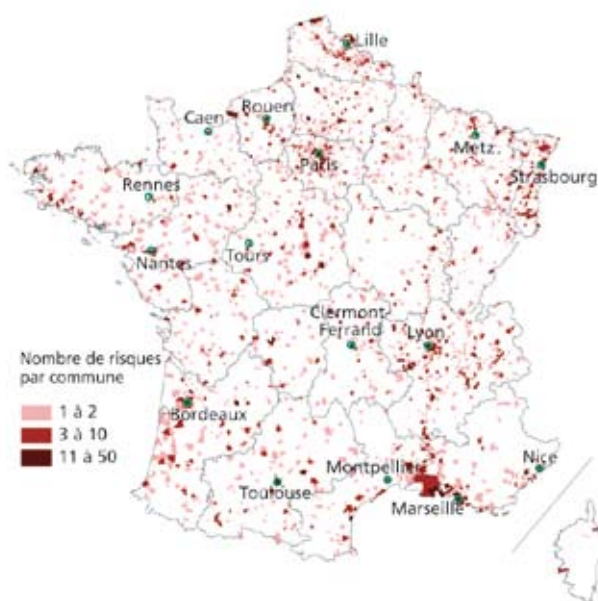 Lille
Rouen
Caen
Paris
Metz
Strasbourg
Rennes
Nantes
Tours
Clermont-
Ferrand
Lyon
Nombre de risques
par commune
1 à 2
3 à 10
11 à 50
Bordeaux
Montpellier
Nice
Toulouse
Marseille